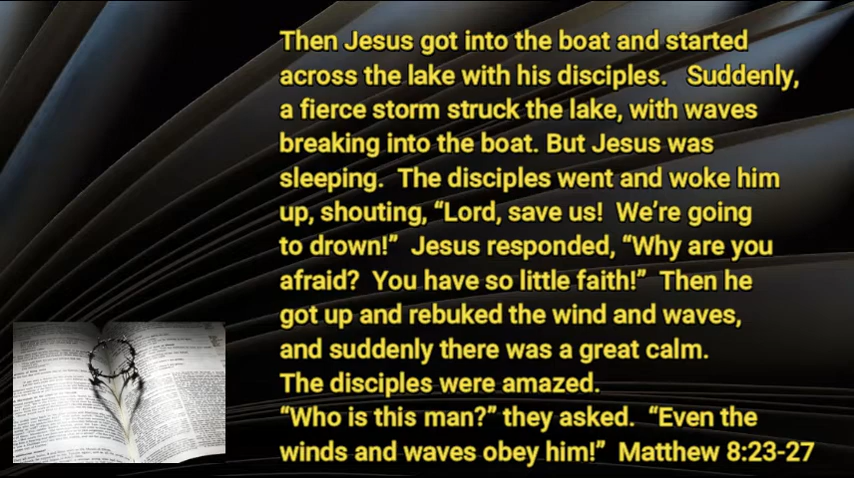 Then Jesus got into the boat and started
across the lake with his disciples.   Suddenly,
a fierce storm struck the lake, with waves
breaking into the boat. But Jesus was
sleeping.  The disciples went and woke him
up, shouting, “Lord, save us!  We’re going
to drown!”  Jesus responded, “Why are you
afraid?  You have so little faith!”  Then he
got up and rebuked the wind and waves,
and suddenly there was a great calm.
The disciples were amazed.
“Who is this man?” they asked.  “Even the
winds and waves obey him!”  Matthew 8:23-27